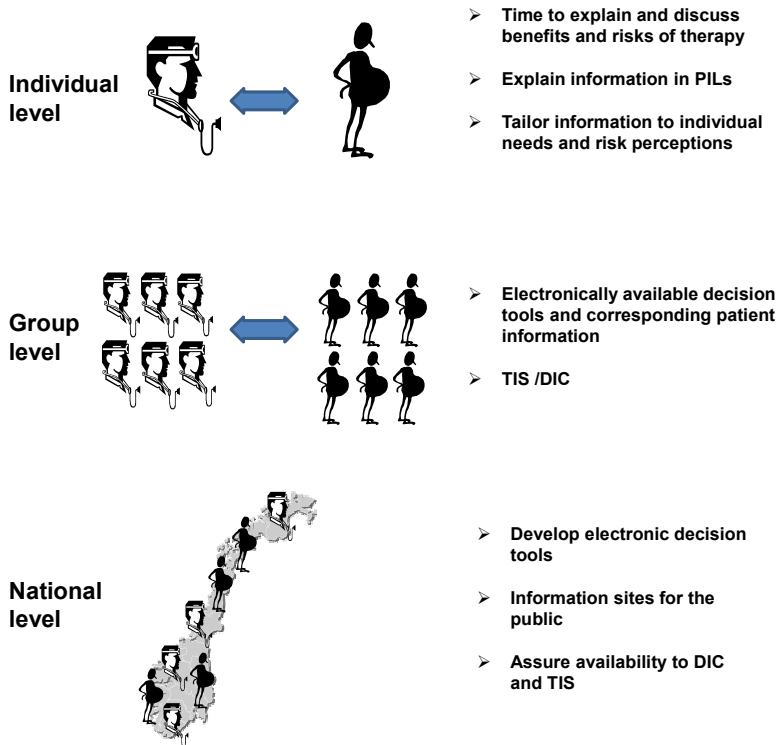 Individual
level
➢ Time to explain and discuss
benefits and risks of therapy
➢ Explain information in PILs
➢ Tailor information to individual
needs and risk perceptions
Group
level
➢ Electronically available decision
tools and corresponding patient
information
➢ TIS /DIC
National
level
➢ Develop electronic decision
tools
➢ Information sites for the
public
➢ Assure availability to DIC
and TIS